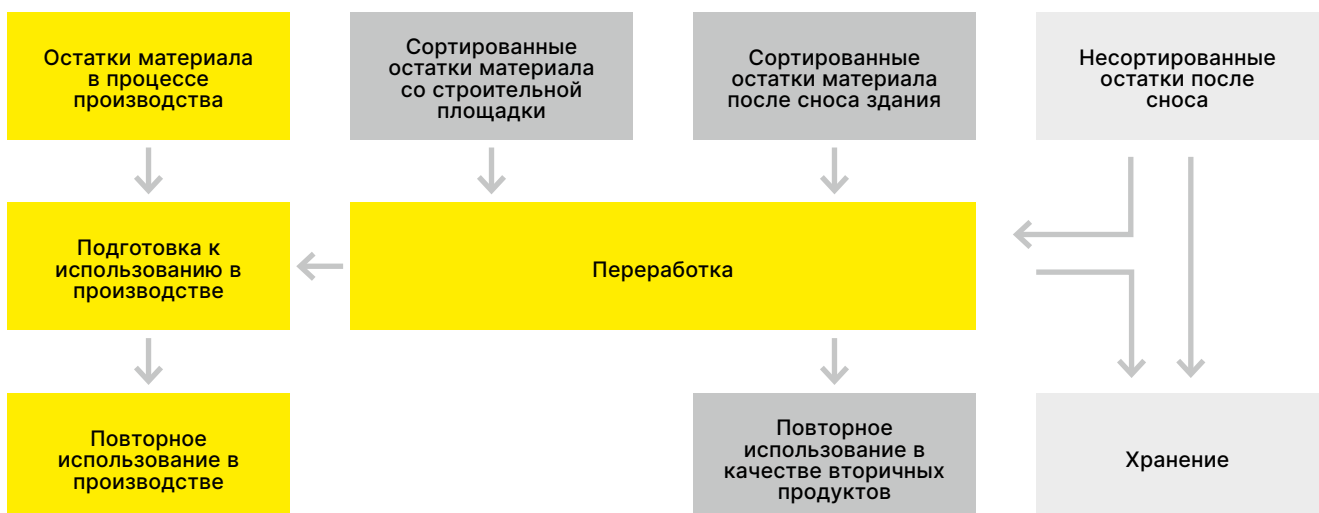 Остатки материала
в процессе
производства
Сортированные
остатки материала
со строительной
площадки
Сортированные
остатки материала
после сноса здания
Несортированные
остатки после
сноса
Подготовка к
использованию в
производстве
Переработка
Повторное
использование в
производстве
Повторное
использование в
качестве вторичных
продуктов
Хранение